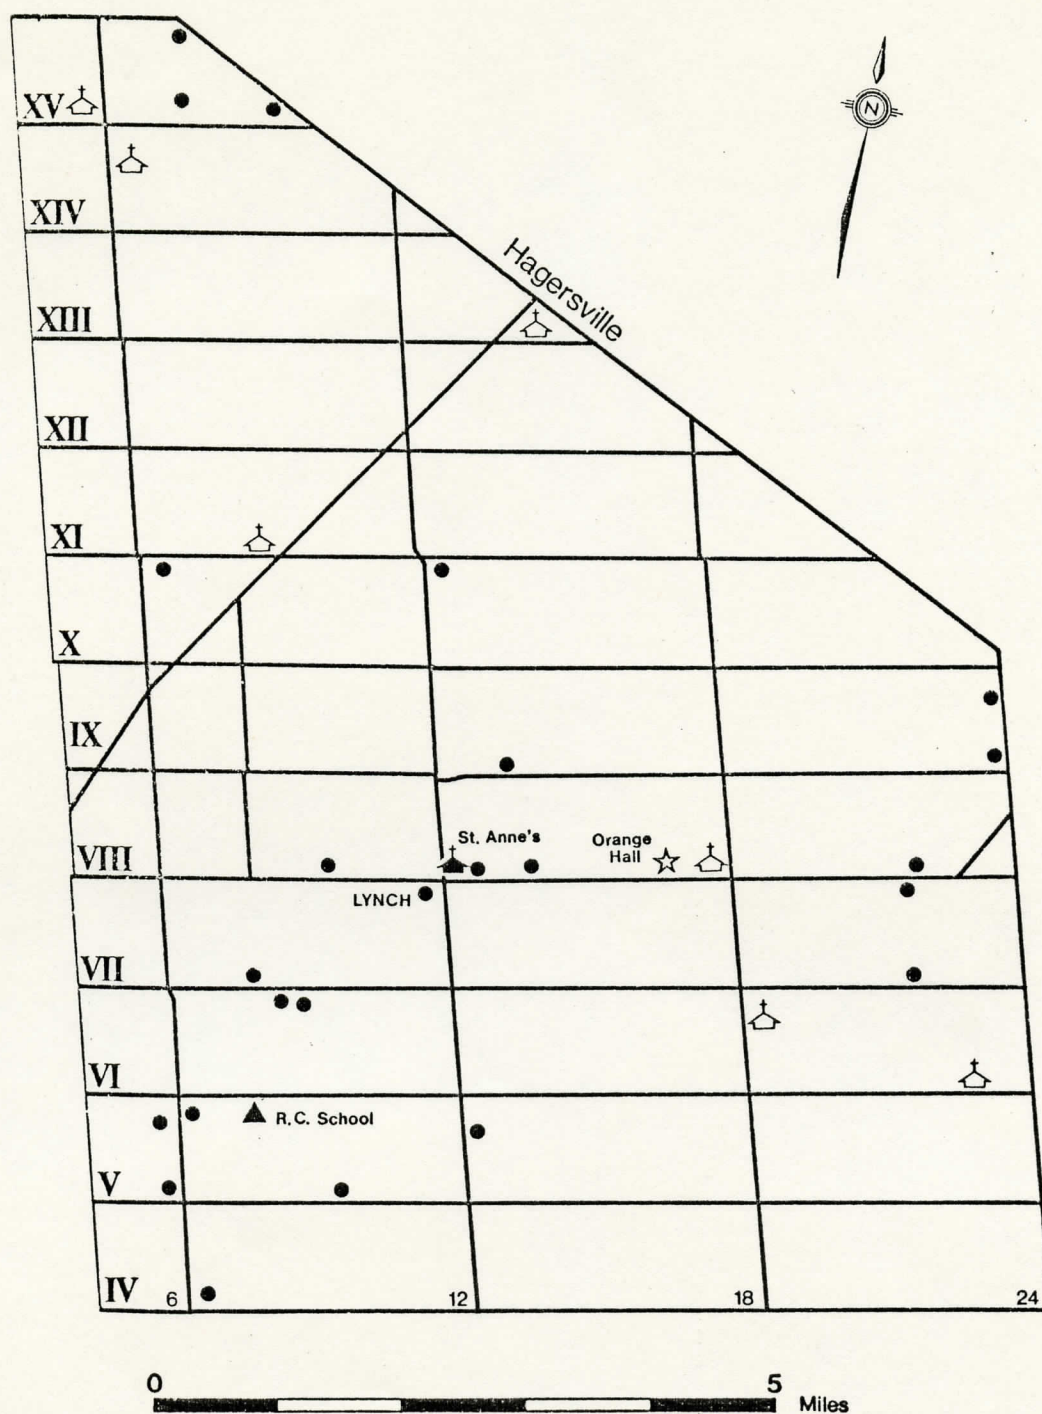 XV
N
XIV
Hagersville
XIII
XII
XI
X
IX
St. Anne's
Orange
Hall
VIII
LYNCH
VII
VI
R.C. School
V
IV
6
12
18
24
0
5
Miles